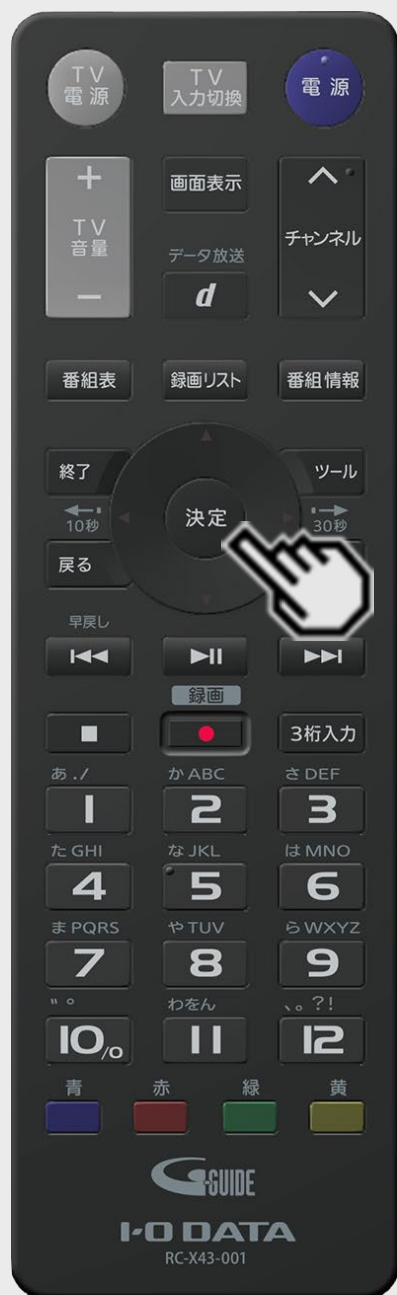 TV
電源
TV
入力切換
電源
TV
音量
画面表示
データ放送
d
チャンネル
番組表
録画リスト
番組情報
終了
ツール
決定
10秒
30秒
戻る
早戻し
録画
3桁入力
あ./
かABC
さDEF
1
2
3
たGHI
なJKL
はMNO
4
5
6
まPQRS
やTUV
らWXYZ
7
8
9
"°
わをん
、。?!
10/0
11
12
青
赤
緑
黄
G-GUIDE
I-O DATA
RC-X43-001